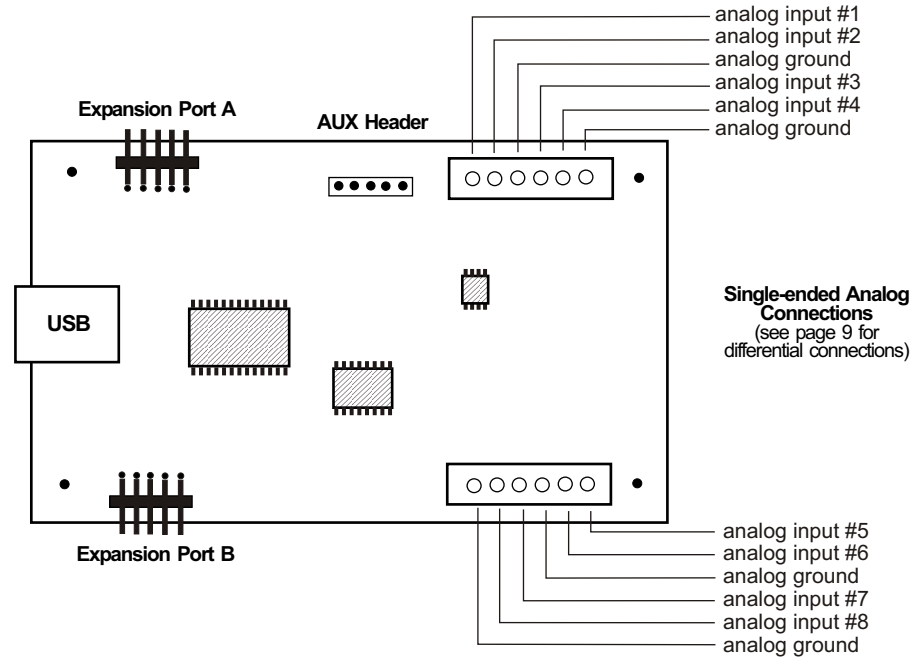 analog input #1
analog input #2
analog ground
analog input #3
analog input #4
analog ground
Expansion Port A
AUX Header
USB
Single-ended Analog
Connections
(see page 9 for
differential connections)
Expansion Port B
analog input #5
analog input #6
analog ground
analog input #7
analog input #8
analog ground